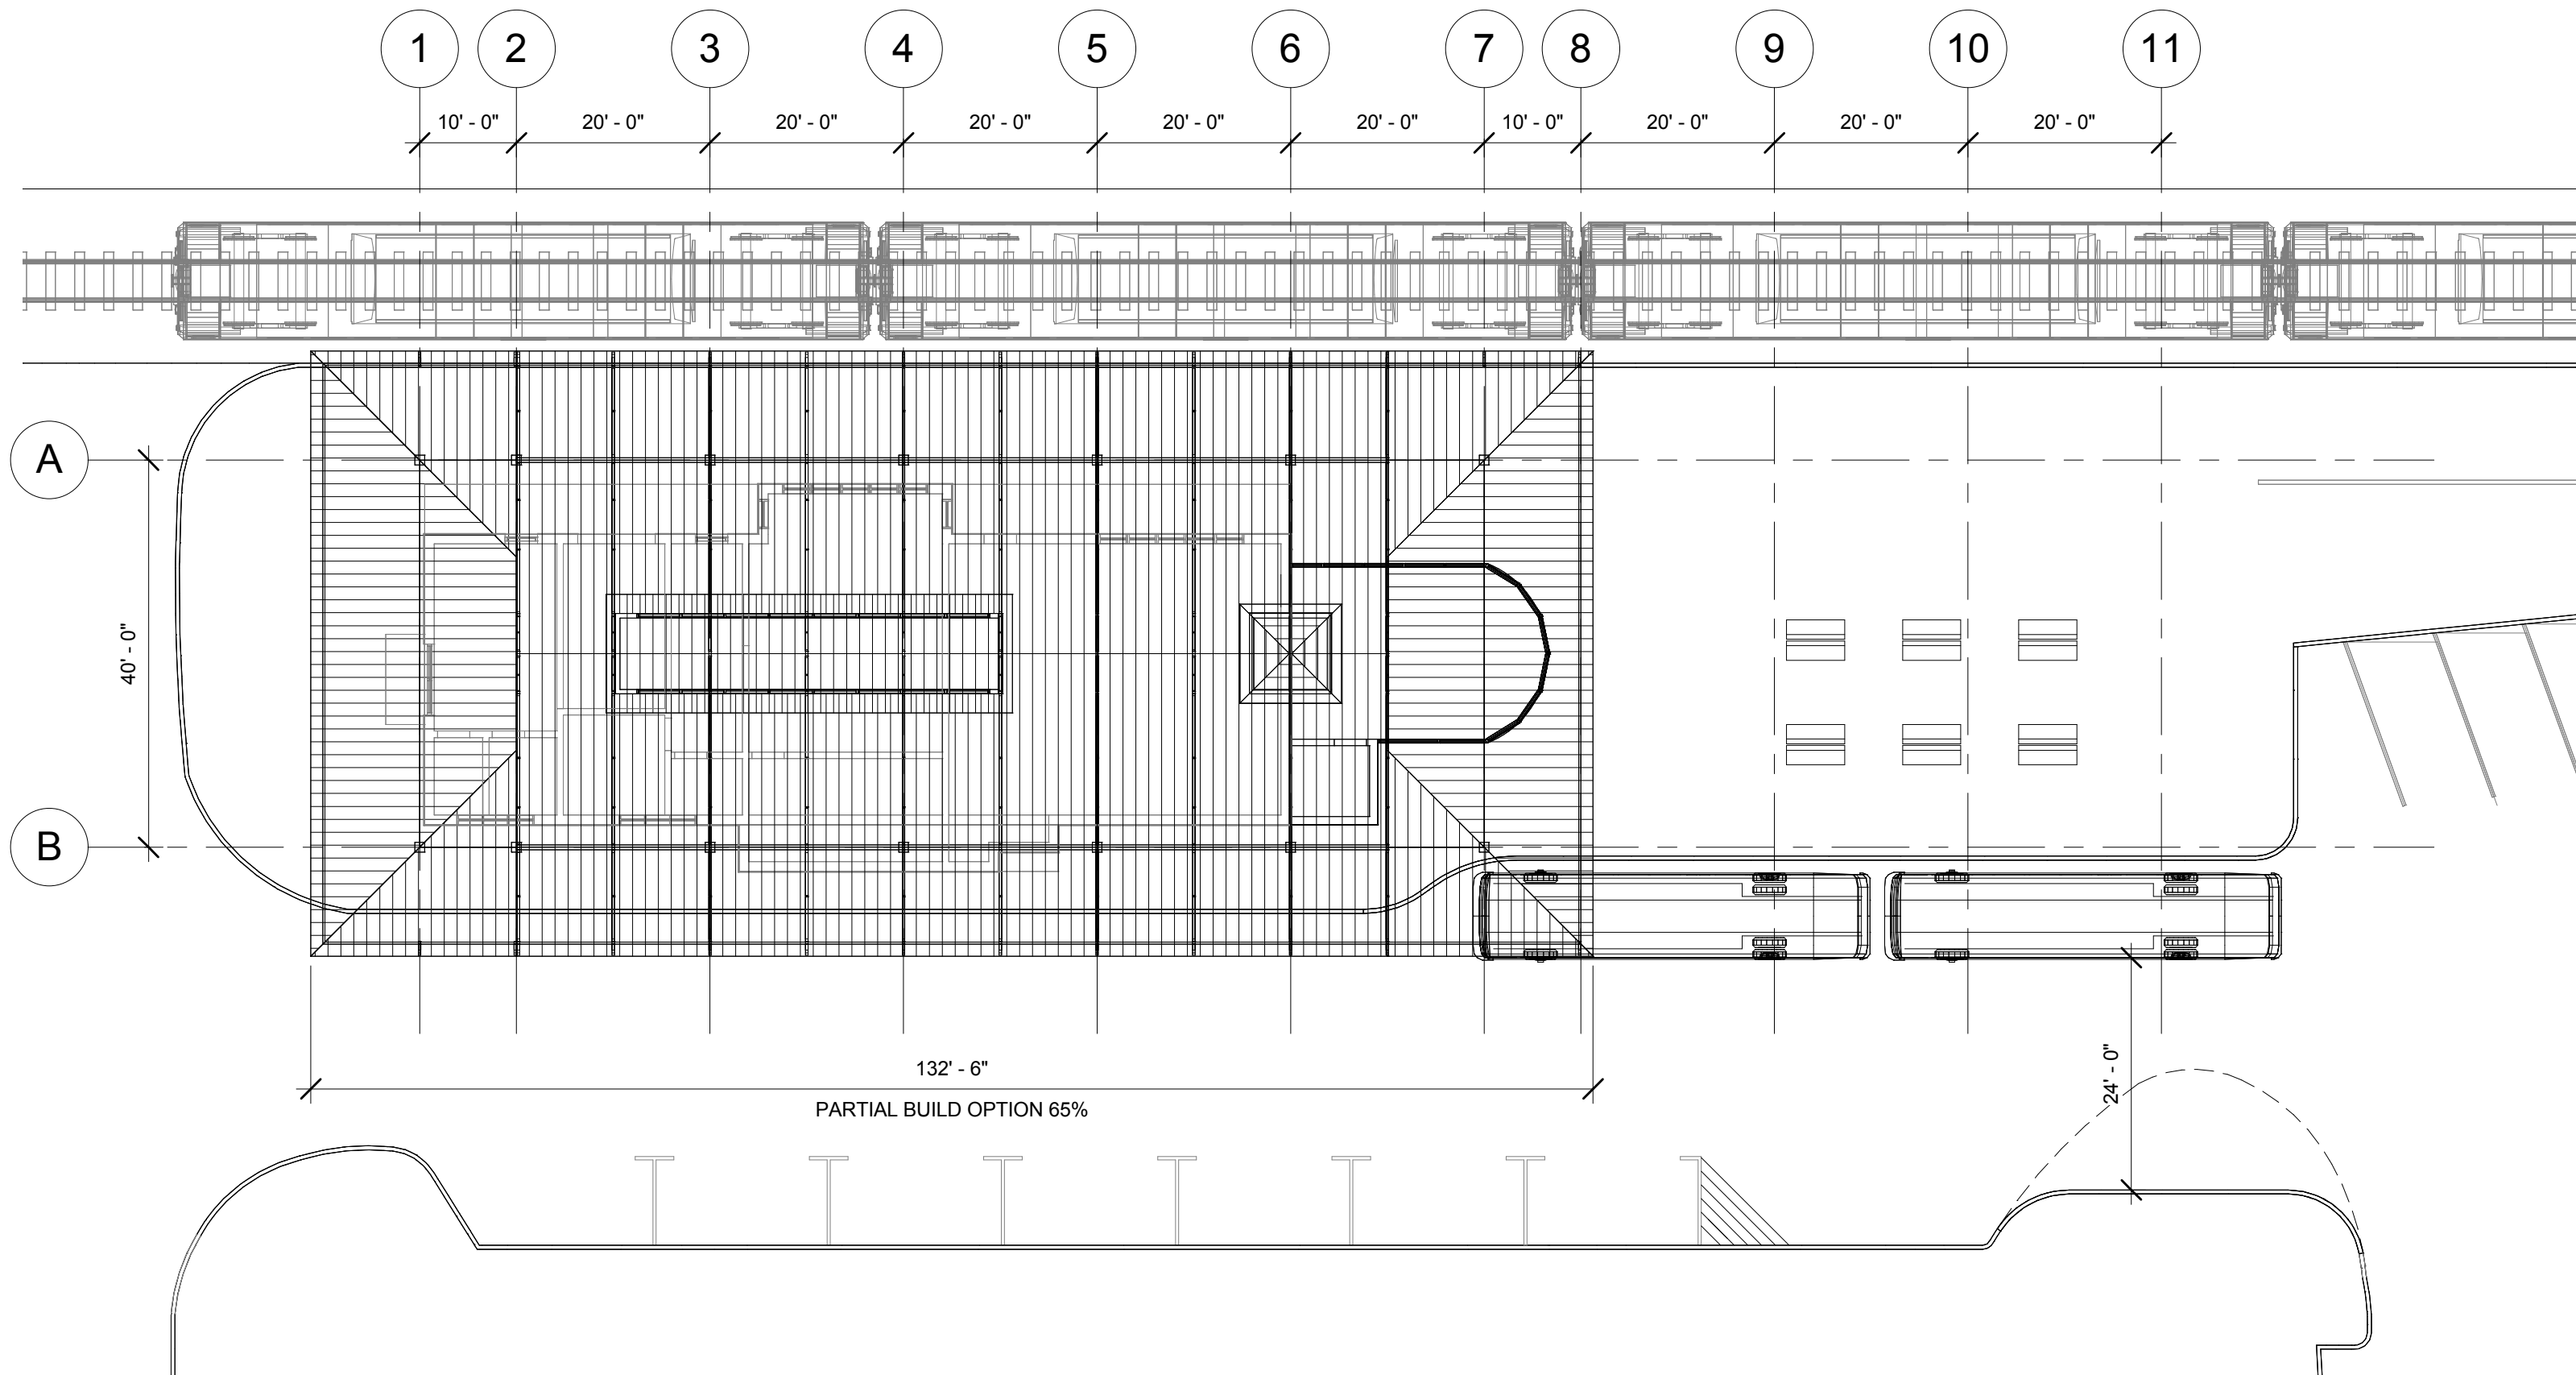 1 2 3 4 5 6 7 8 9 10 11
10' - 0" 20' - 0" 20' - 0" 20' - 0" 20' - 0" 20' - 0" 10' - 0" 20' - 0" 20' - 0" 20' - 0"
A
40' - 0"
B
132' - 6"
24' - 0"
PARTIAL BUILD OPTION 65%